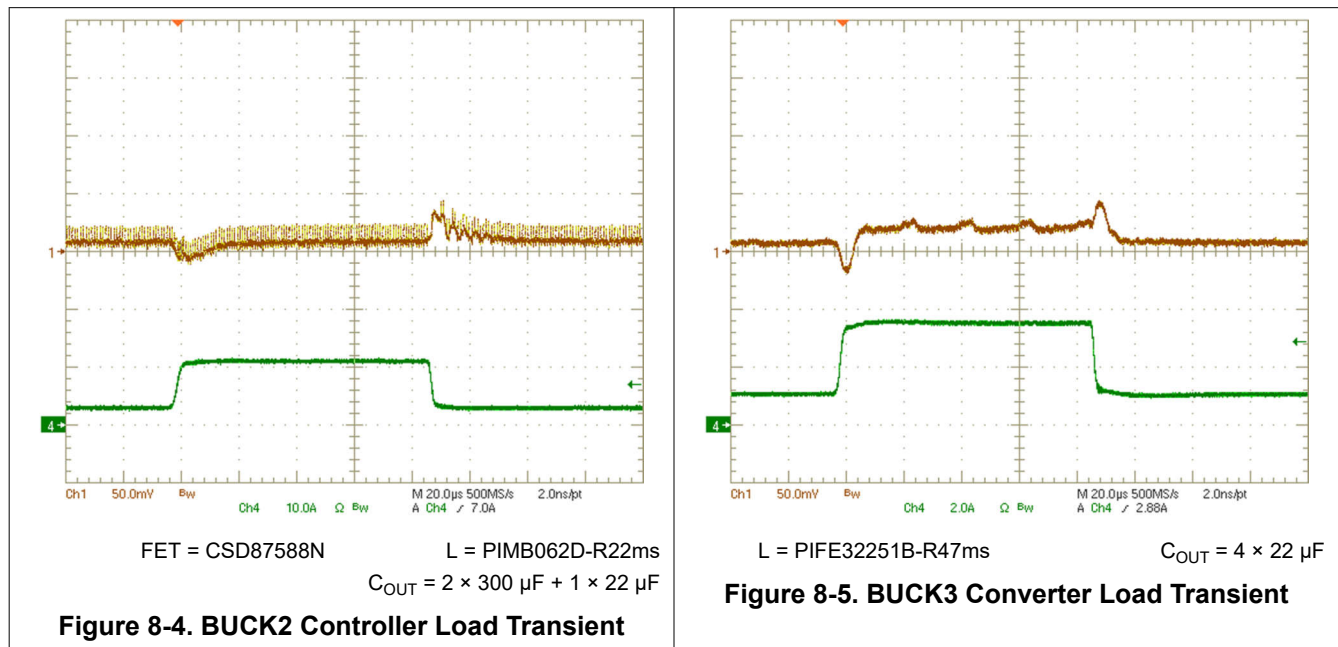 1
4
Ch1 50.0mV BW
Ch4 10.0A Ω BW
M 20.0µs 500MS/s 2.0ns/pt
A Ch4 ∕ 7.0A
FET = CSD87588N L = PIMB062D-R22ms
COUT = 2 × 300 µF + 1 × 22 µF
Figure 8-4. BUCK2 Controller Load Transient
1
4
Ch1 50.0mV BW
Ch4 2.0A Ω BW
M 20.0µs 500MS/s 2.0ns/pt
A Ch4 ∕ 2.88A
L = PIFE32251B-R47ms COUT = 4 × 22 µF
Figure 8-5. BUCK3 Converter Load Transient